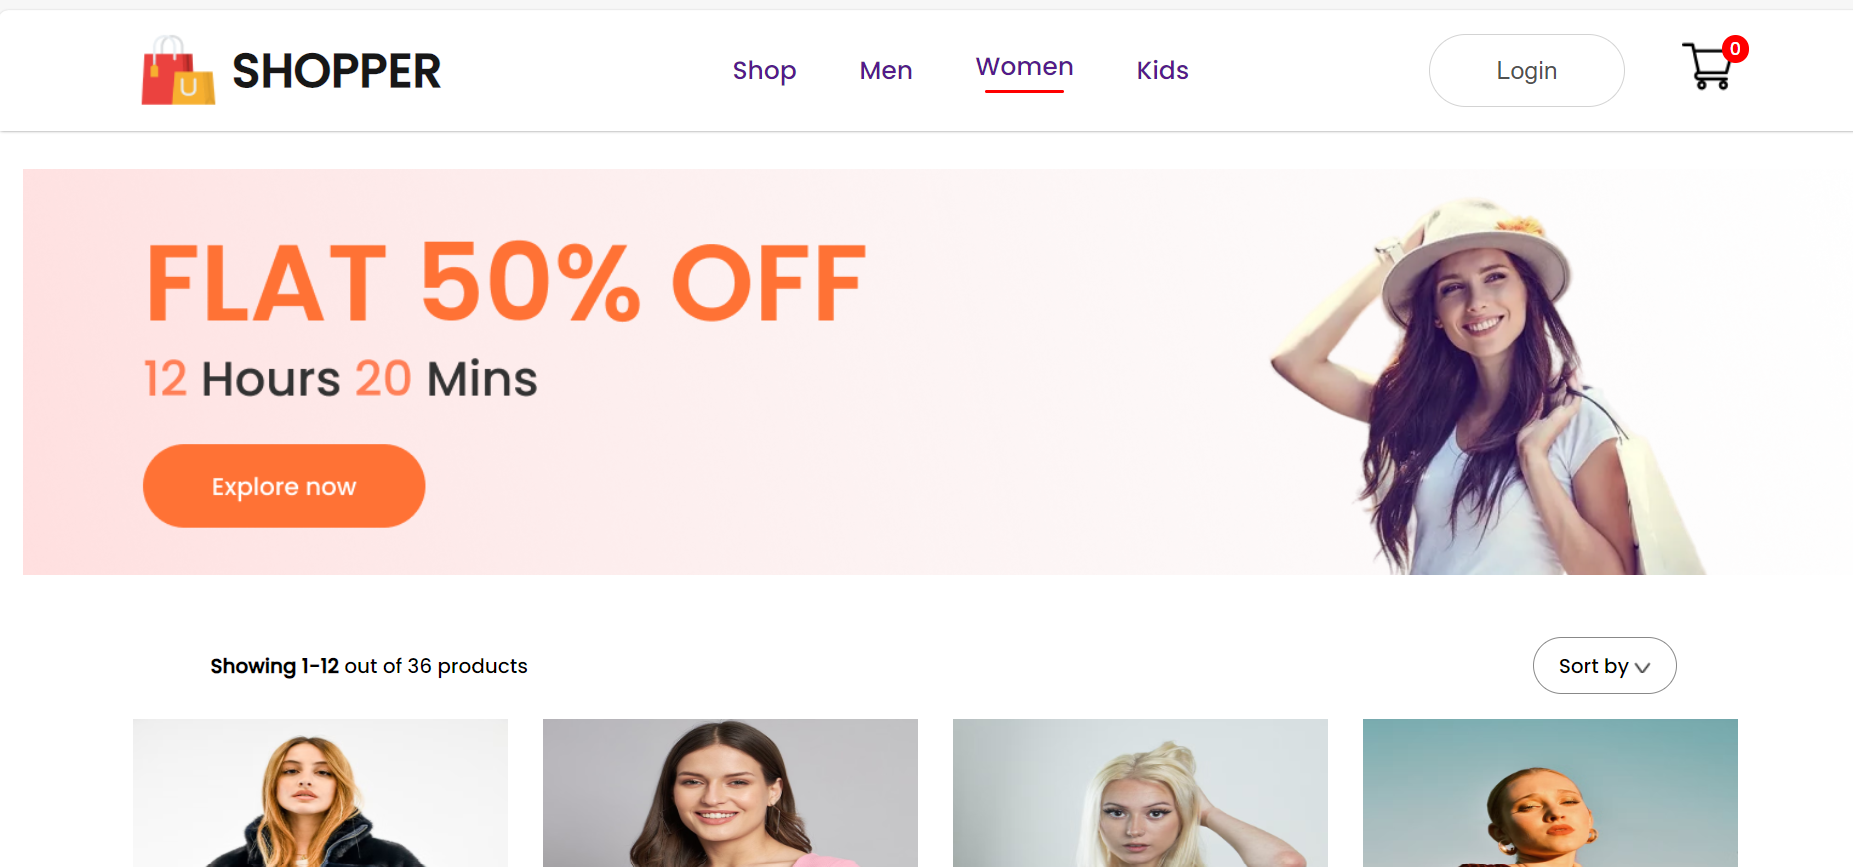 U
SHOPPER
Shop
Men
Women
Kids
Login
0
FLAT 50% OFF
12 Hours 20 Mins
Explore now
Showing 1-12 out of 36 products
Sort by